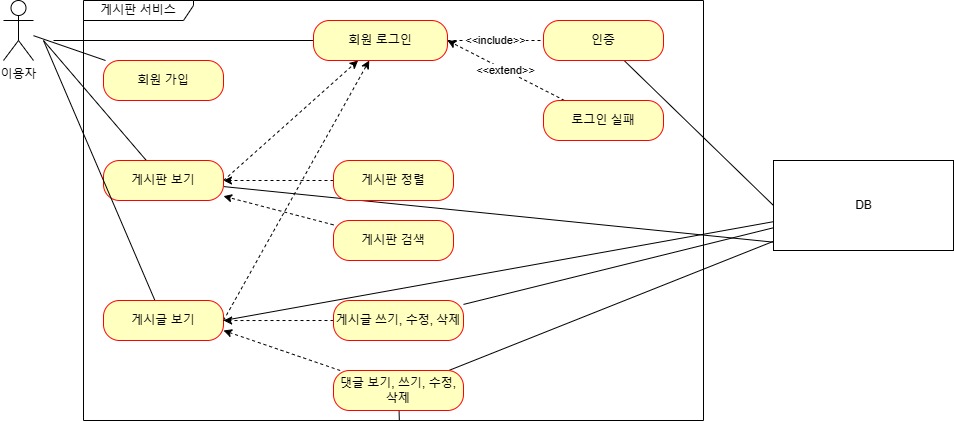 게시판 서비스
이용자
회원 로그인
<<include>>
인증
회원 가입
<<extend>>
로그인 실패
게시판 보기
게시판 정렬
DB
게시판 검색
게시글 보기
게시글 쓰기, 수정, 삭제
댓글 보기, 쓰기, 수정,
삭제